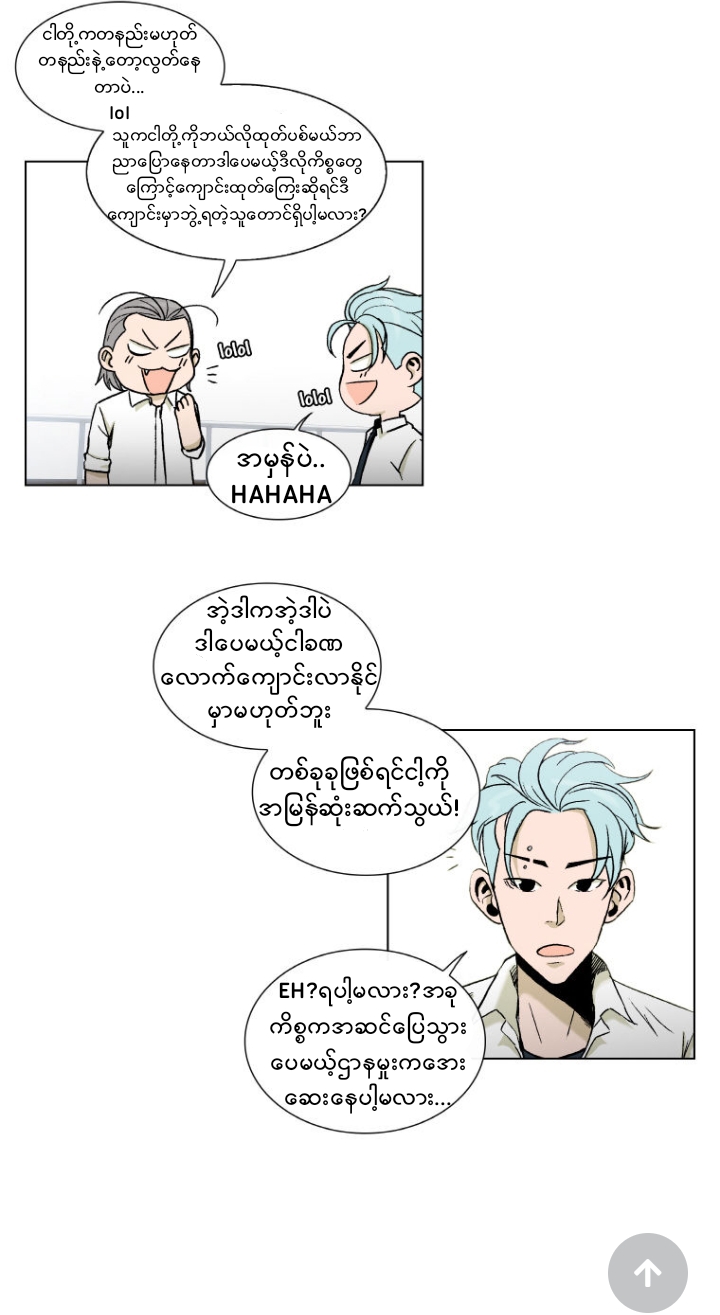 ငါတို့ကတနည်းမဟုတ်
တနည်းနဲ့တော့လွတ်နေ
တာပဲ...
lol
သူကငါတို့ကိုဘယ်လိုထုတ်ပစ်မယ်ဘာ
ညာပြောနေတာဒါပေမယ့်ဒီလိုကိစ္စတွေ
ကြောင့်ကျောင်းထုတ်ကြေးဆိုရင်ဒီ
ကျောင်းမှာဘွဲ့ရတဲ့သူတောင်ရှိပါ့မလား?
lolol
lolol
အမှန်ပဲ..
HAHAHA
အဲ့ဒါကအဲ့ဒါပဲ
ဒါပေမယ့်ငါခဏ
လောက်ကျောင်းလာနိုင်
မှာမဟုတ်ဘူး
တစ်ခုခုဖြစ်ရင်ငါ့ကို
အမြန်ဆုံးဆက်သွယ်!
EH?ရပါ့မလား?အခု
ကိစ္စကအဆင်ပြေသွား
ပေမယ့်ဌာနမှူးကအေး
ဆေးနေပါ့မလား...